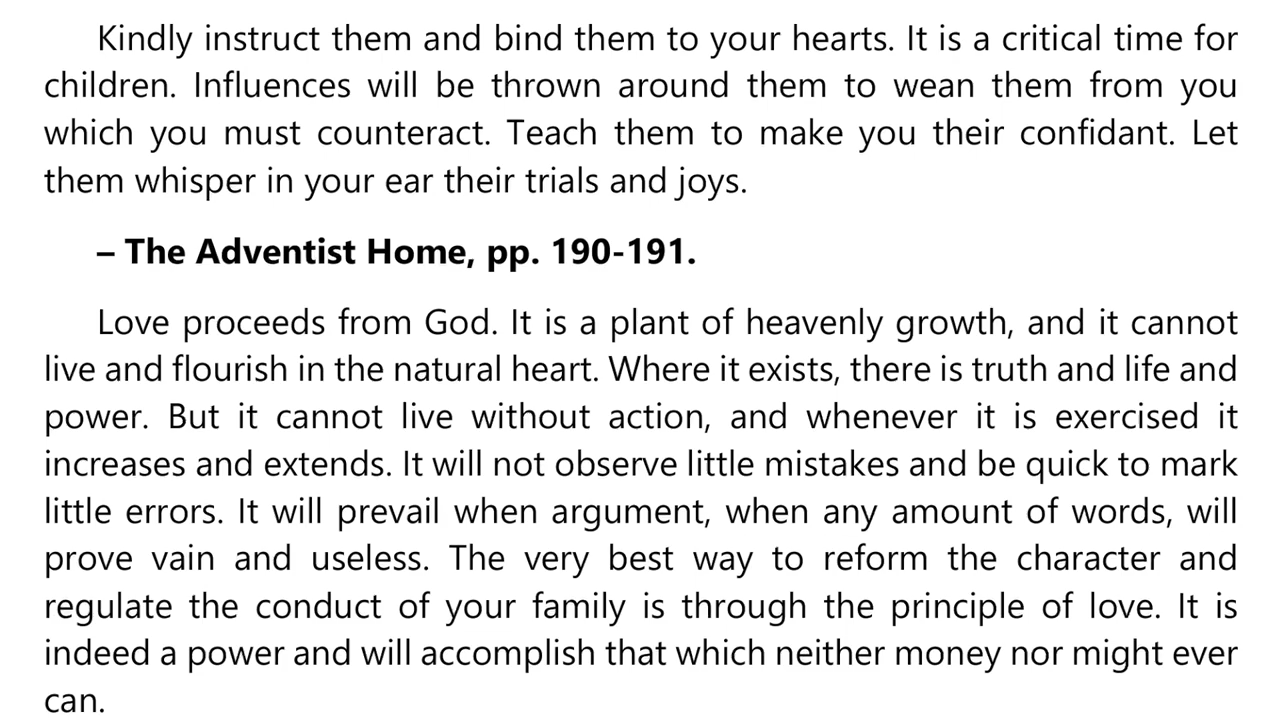 Kindly instruct them and bind them to your hearts. It is a critical time for
children. Influences will be thrown around them to wean them from you
which you must counteract. Teach them to make you their confidant. Let
them whisper in your ear their trials and joys.
– The Adventist Home, pp. 190-191.
Love proceeds from God. It is a plant of heavenly growth, and it cannot
live and flourish in the natural heart. Where it exists, there is truth and life and
power. But it cannot live without action, and whenever it is exercised it
increases and extends. It will not observe little mistakes and be quick to mark
little errors. It will prevail when argument, when any amount of words, will
prove vain and useless. The very best way to reform the character and
regulate the conduct of your family is through the principle of love. It is
indeed a power and will accomplish that which neither money nor might ever
can.